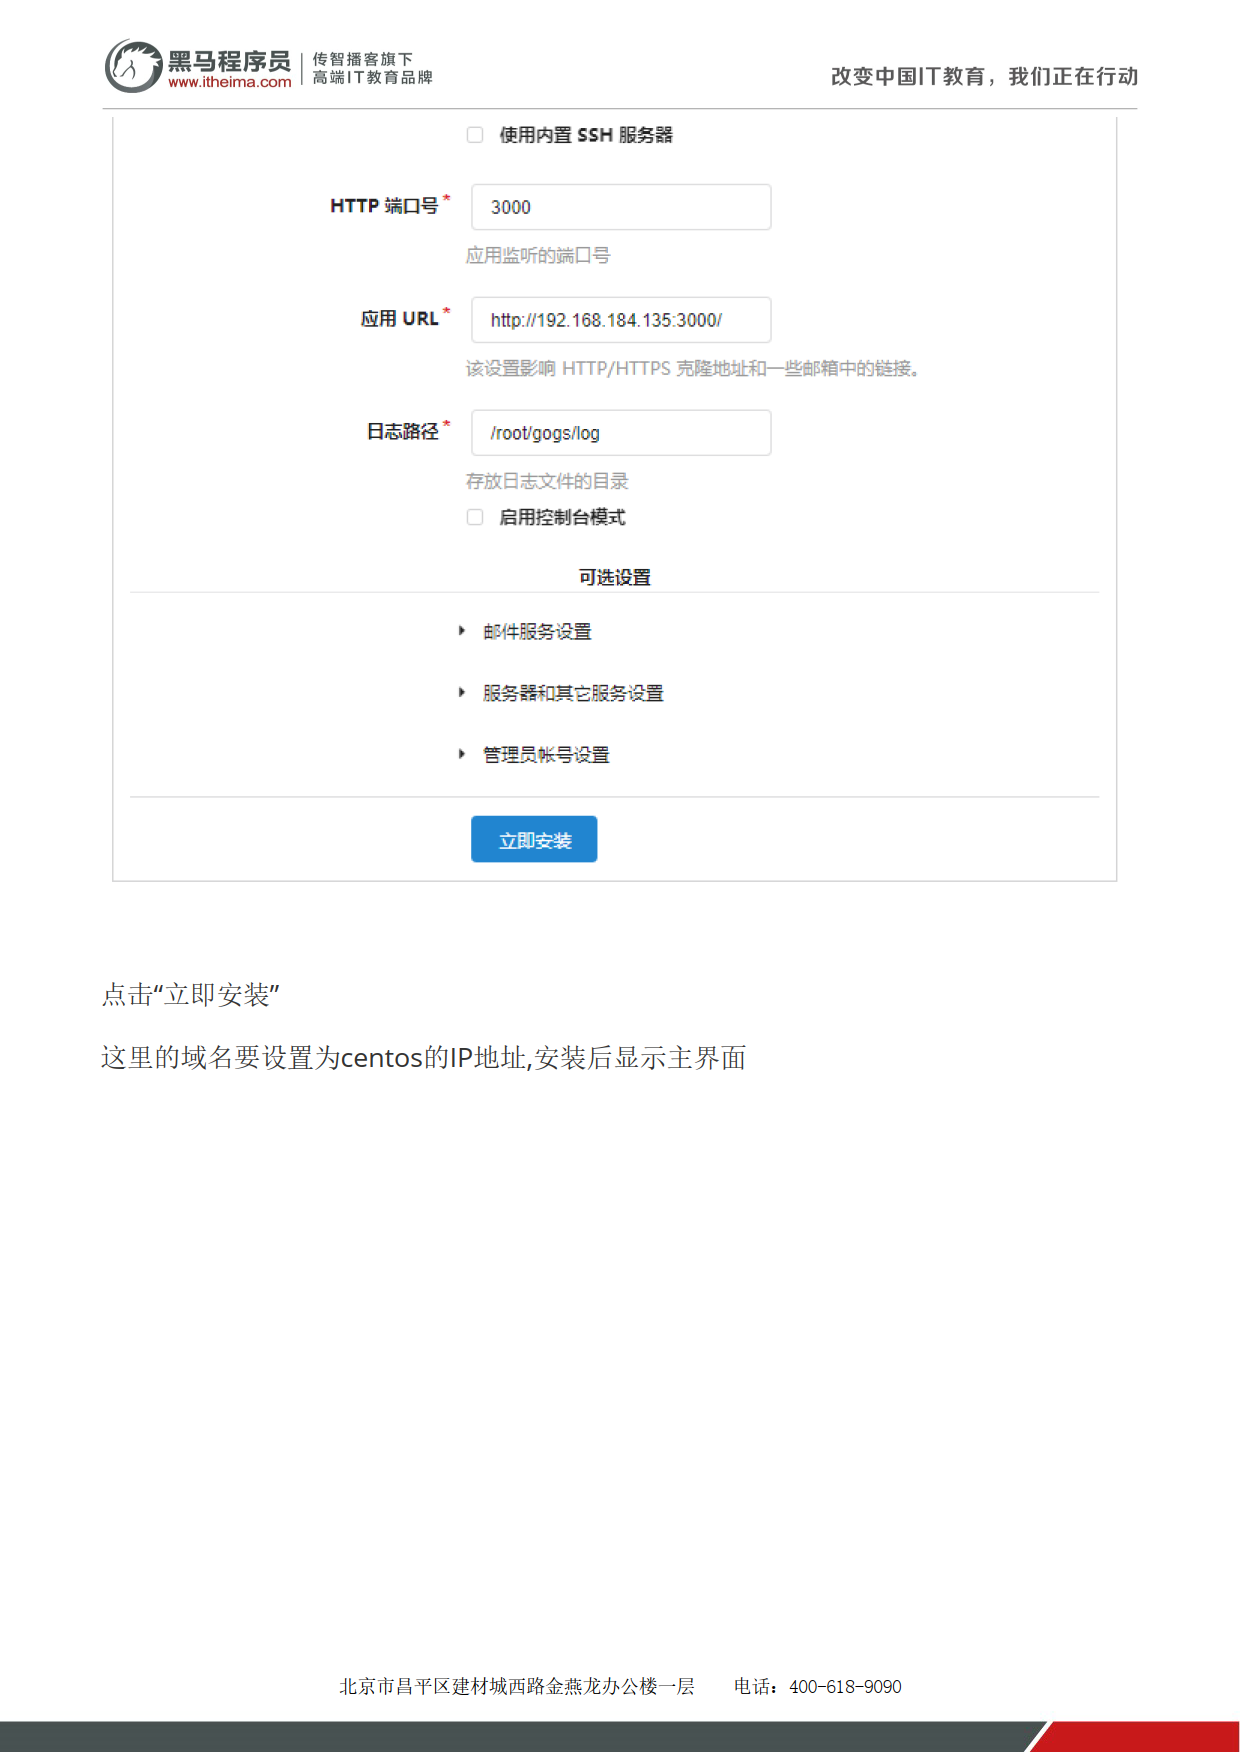 黑马程序员
www.itheima.com
传智播客旗下
高端IT教育品牌
改变中国IT教育，我们正在行动
使用内置 SSH 服务器
HTTP 端口号*
3000
应用监听的端口号
应用 URL*
http://192.168.184.135:3000/
该设置影响 HTTP/HTTPS 克隆地址和一些邮箱中的链接。
日志路径*
/root/gogs/log
存放日志文件的目录
启用控制台模式
可选设置
邮件服务设置
服务器和其它服务设置
管理员帐号设置
立即安装
点击“立即安装”
这里的域名要设置为centos的IP地址,安装后显示主界面
北京市昌平区建材城西路金燕龙办公楼一层 电话：400-618-9090